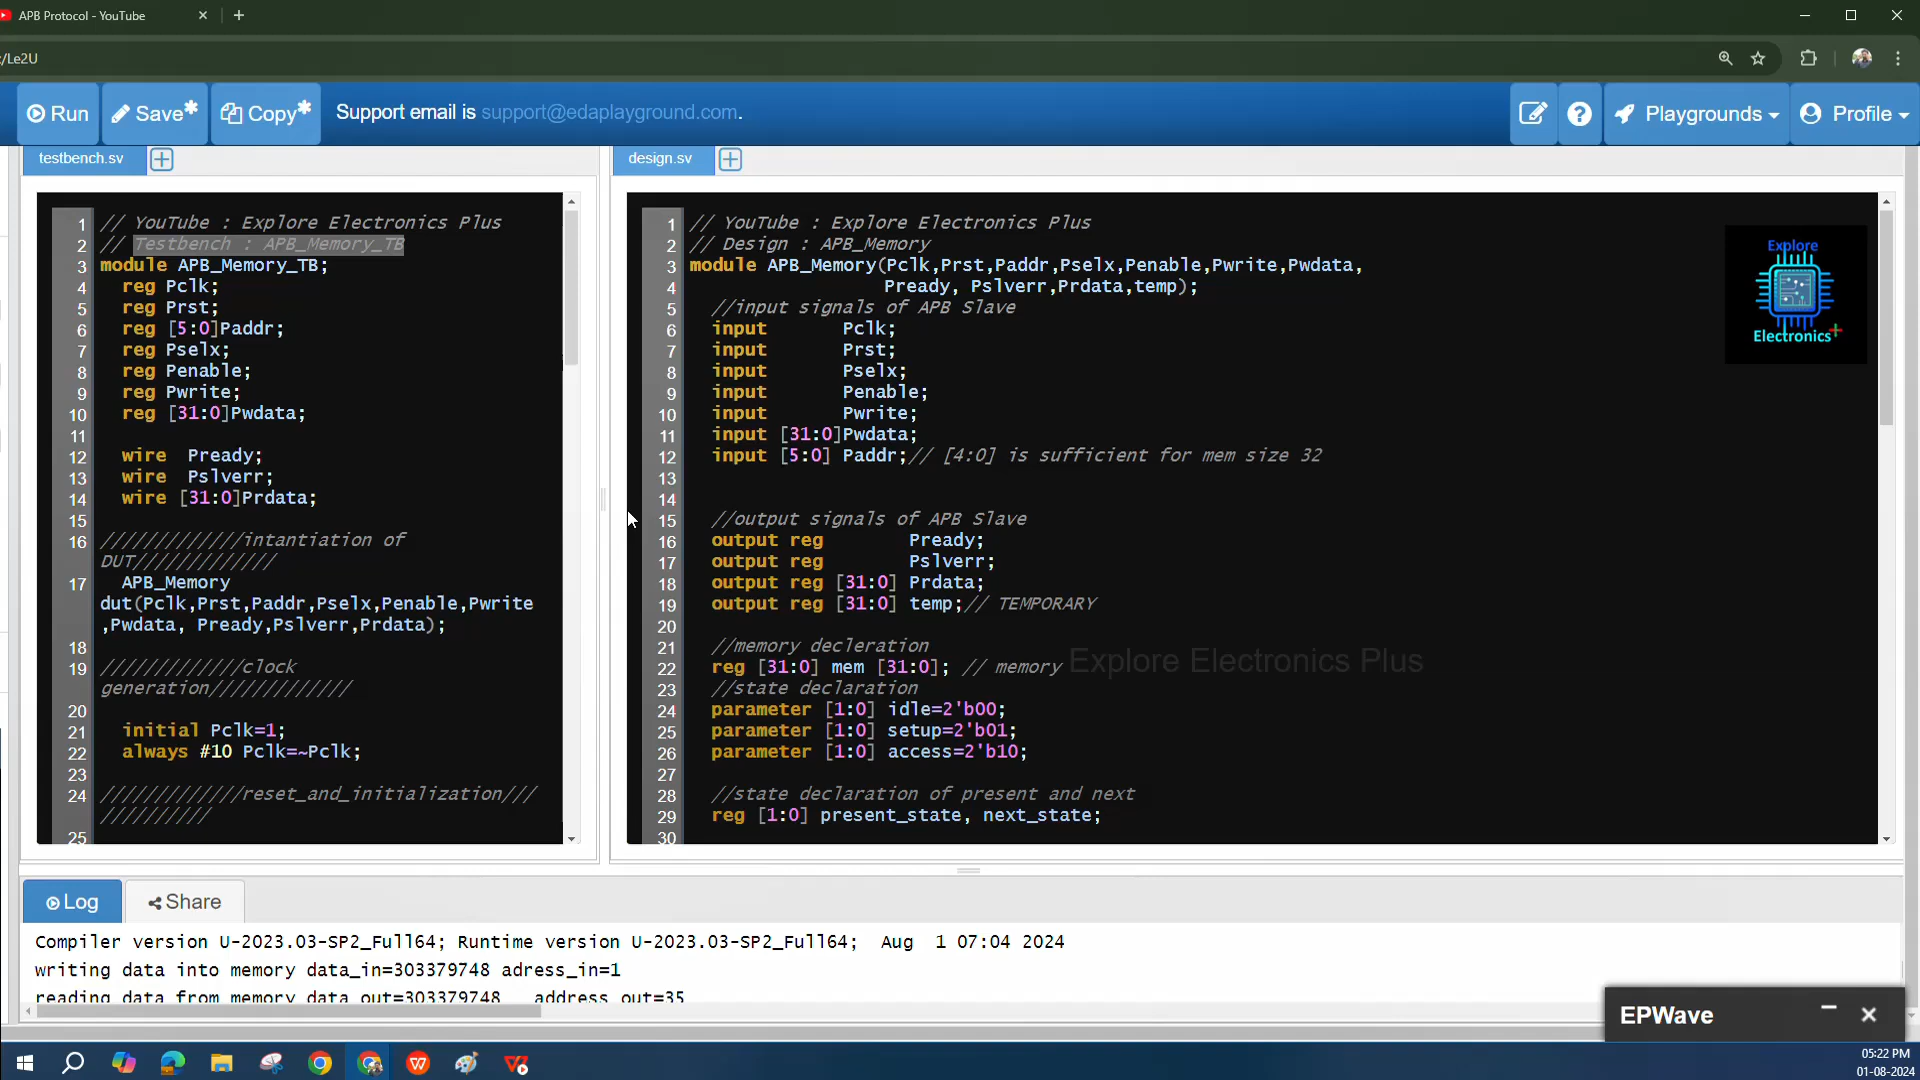 APB Protocol - YouTube
:/Le2U
Run
Save*
Copy*
Support email is support@edaplayground.com.
Playgrounds
Profile
testbench.sv
1 // YouTube : Explore Electronics Plus
2 // Testbench : APB_Memory_TB
3 module APB_Memory_TB;
4 reg Pclk;
5 reg Prst;
6 reg [5:0]Paddr;
7 reg Pselx;
8 reg Penable;
9 reg Pwrite;
10 reg [31:0]Pwdata;
11
12 wire Pready;
13 wire Pslverr;
14 wire [31:0]Prdata;
15
16 /////////////intantiation of
DUT/////////////
17 APB_Memory
dut(Pclk,Prst,Paddr,Pselx,Penable,Pwrite
,Pwdata, Pready,Pslverr,Prdata);
18
19 /////////////clock
generation/////////////
20
21 initial Pclk=1;
22 always #10 Pclk=~Pclk;
23
24 /////////////reset_and_initialization///
//////////
25
design.sv
1 // YouTube : Explore Electronics Plus
2 // Design : APB_Memory
3 module APB_Memory(Pclk,Prst,Paddr,Pselx,Penable,Pwrite,Pwdata,
4 Pready, Pslverr,Prdata,temp);
5 //input signals of APB Slave
6 input Pclk;
7 input Prst;
8 input Pselx;
9 input Penable;
10 input Pwrite;
11 input [31:0]Pwdata;
12 input [5:0] Paddr;// [4:0] is sufficient for mem size 32
13
14
15 //output signals of APB Slave
16 output reg Pready;
17 output reg Pslverr;
18 output reg [31:0] Prdata;
19 output reg [31:0] temp;// TEMPORARY
20
21 //memory decleration
22 reg [31:0] mem [31:0]; // memory
23 //state declaration
24 parameter [1:0] idle=2'b00;
25 parameter [1:0] setup=2'b01;
26 parameter [1:0] access=2'b10;
27
28 //state declaration of present and next
29 reg [1:0] present_state, next_state;
30
Explore
Electronics+
Explore Electronics Plus
Log
Share
Compiler version U-2023.03-SP2_Full64; Runtime version U-2023.03-SP2_Full64; Aug 1 07:04 2024
writing data into memory data_in=303379748 adress_in=1
reading data from memory data_out=303379748 address_out=35
EPWave
05:22 PM
01-08-2024